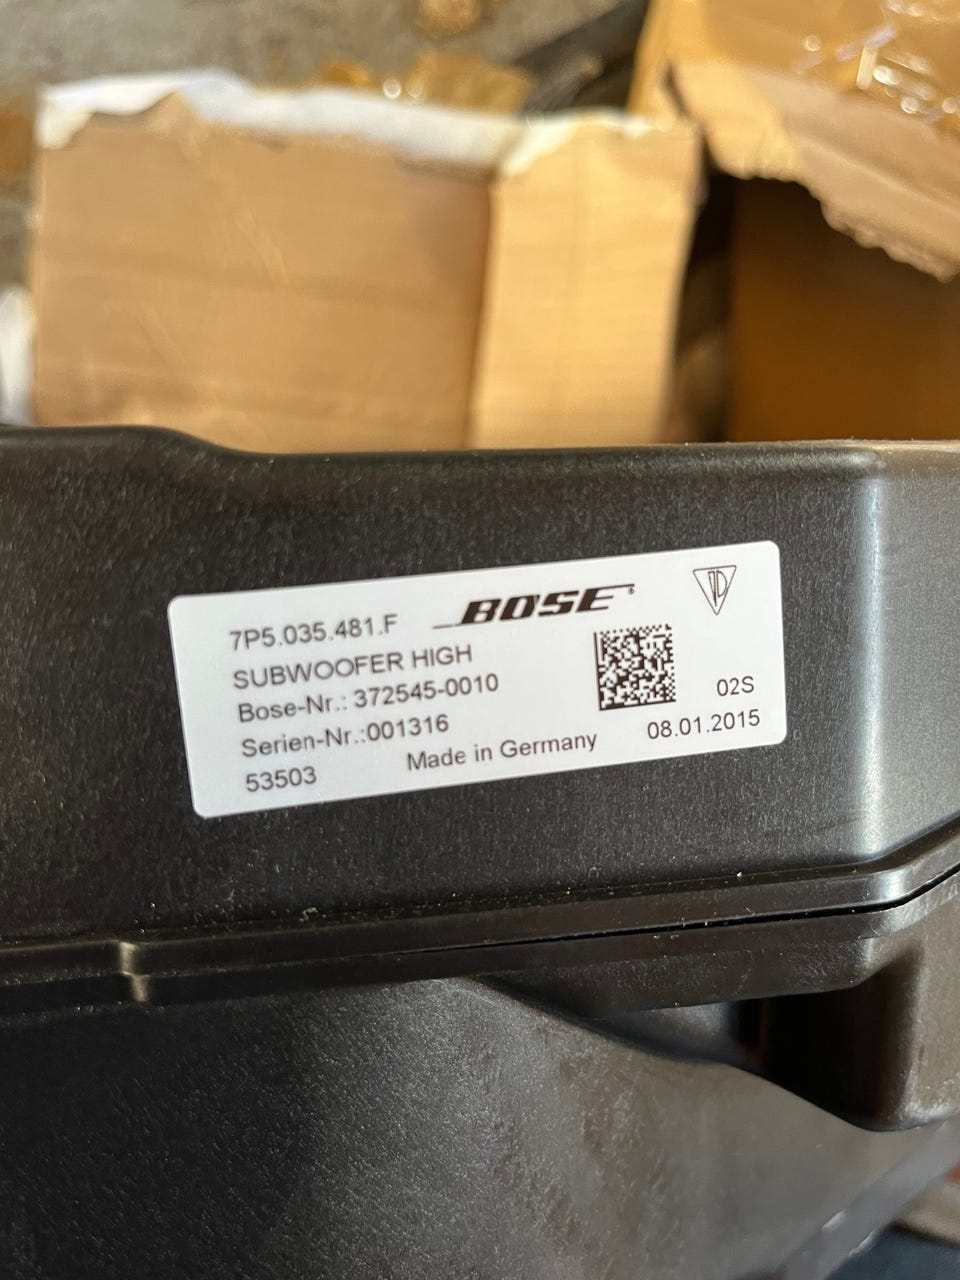 7P5.035.481.F
BOSE
SUBWOOFER HIGH
Bose-Nr.: 372545-0010
Serien-Nr.:001316
02S
53503
Made in Germany
08.01.2015